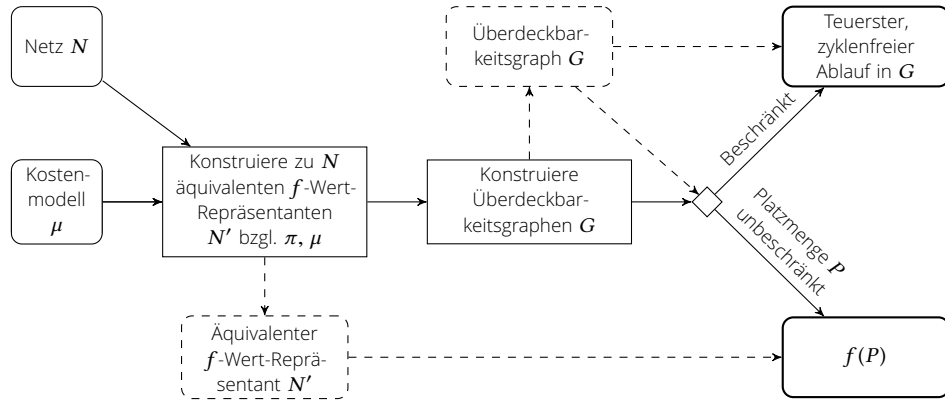 Netz N
Überdeckbar-
keitsgraph G
Teuerster,
zyklenfreier
Ablauf in G
Kosten-
modell
μ
Konstruiere zu N
äquivalenten f-Wert-
Repräsentanten
N′ bzgl. π, μ
Konstruiere
Überdeckbar-
keitsgraphen G
Beschränkt
Platzmenge P
unbeschränkt
Äquivalenter
f-Wert-Reprä-
sentant N′
f(P)